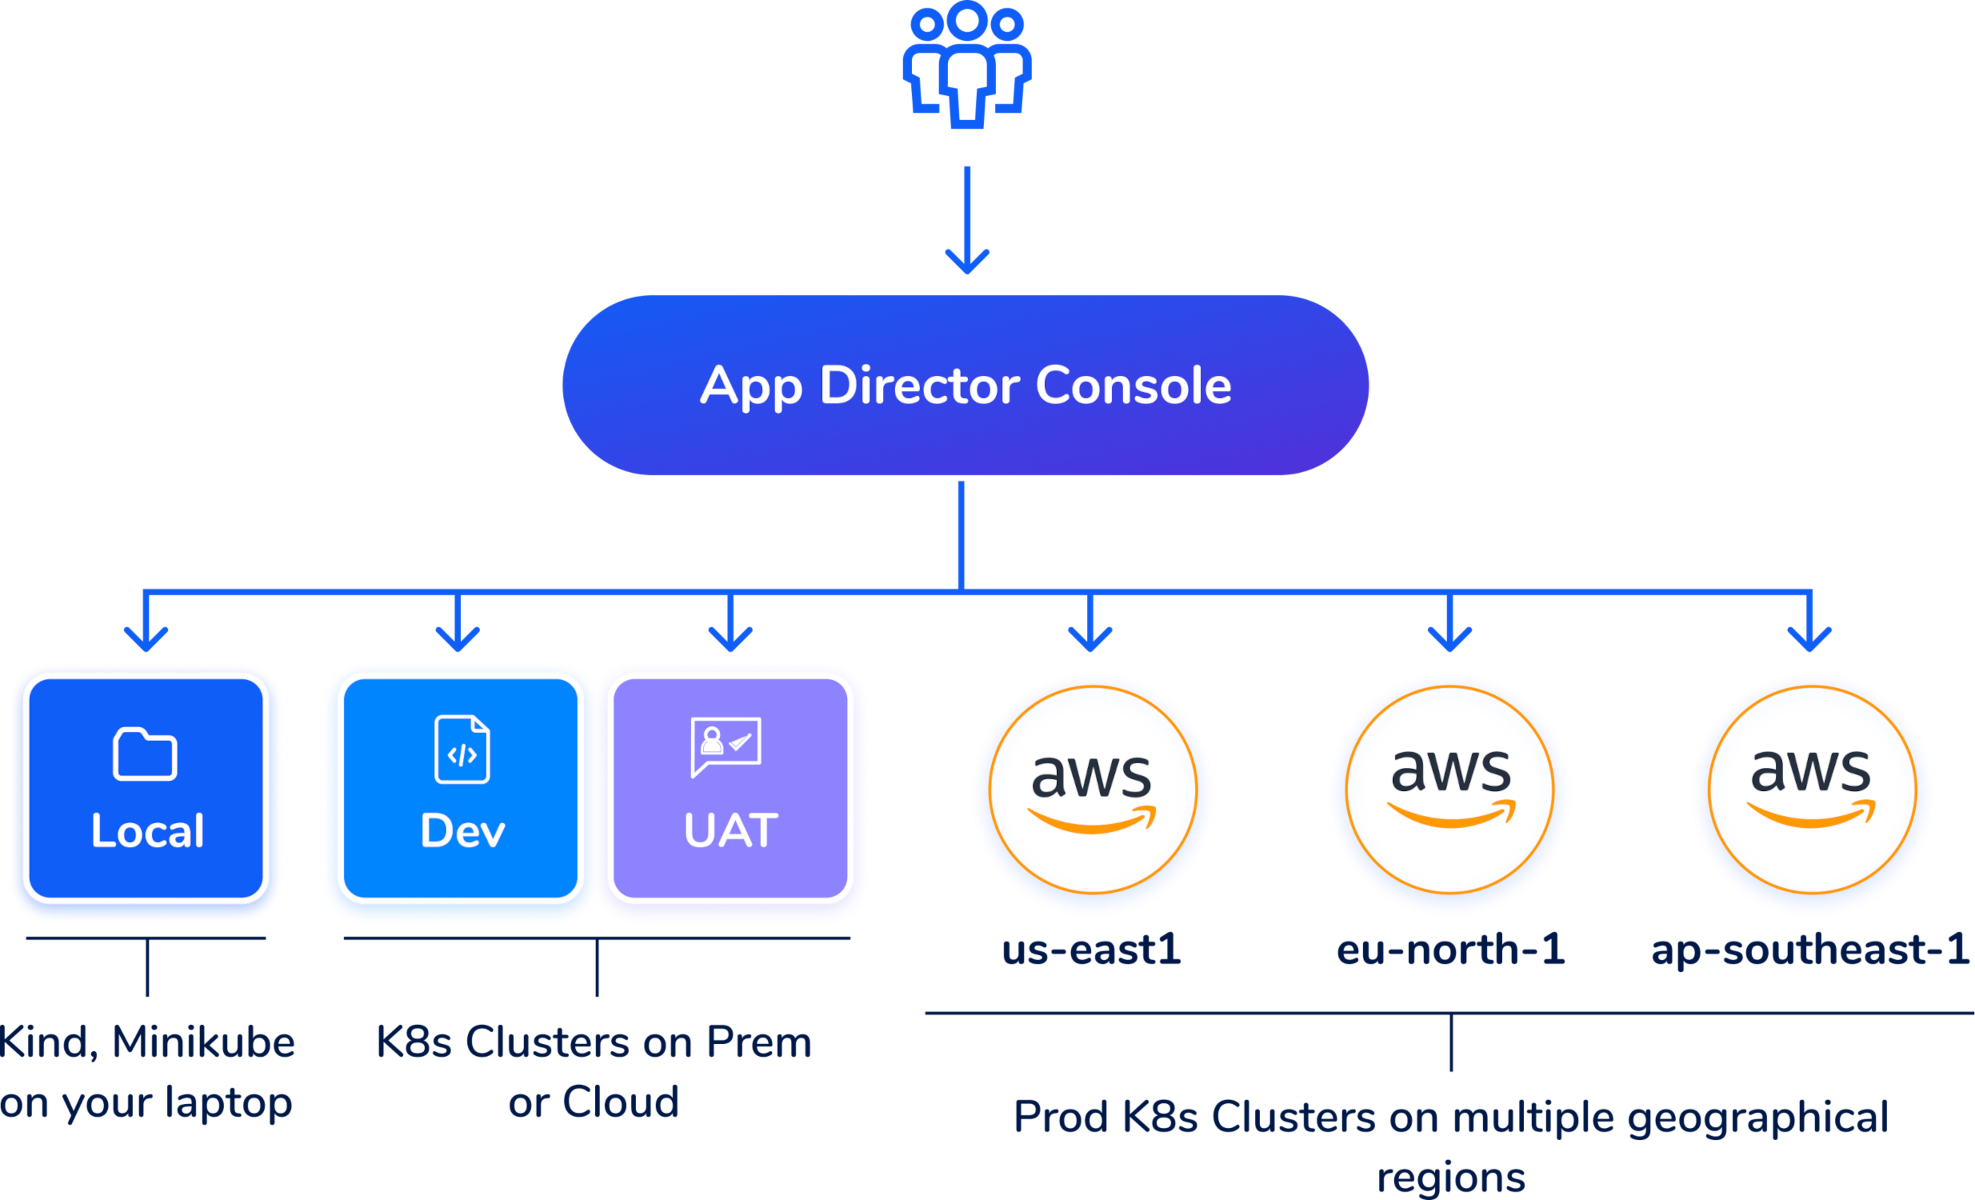 App Director Console
Local
Dev
UAT
aws
aws
aws
us-east1
eu-north-1
ap-southeast-1
Kind, Minikube
on your laptop
K8s Clusters on Prem
or Cloud
Prod K8s Clusters on multiple geographical
regions